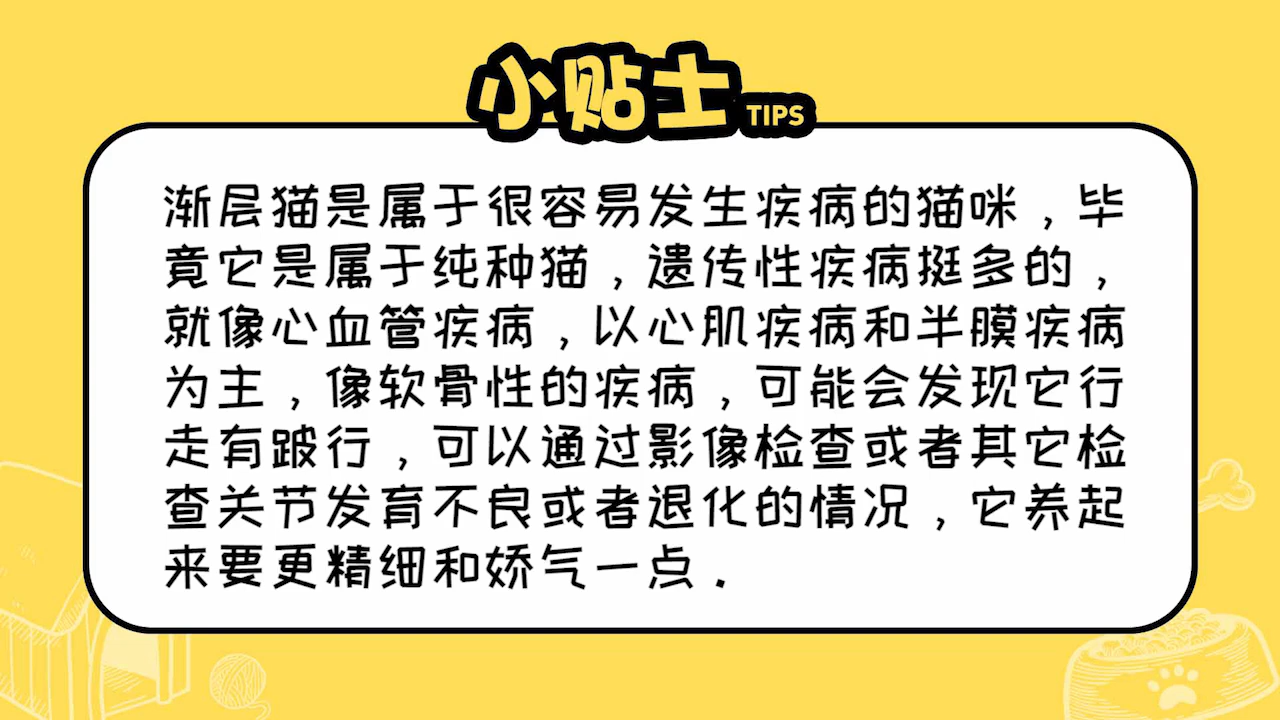 小贴士 TIPS
渐层猫是属于很容易发生疾病的猫咪，毕
竟它是属于纯种猫，遗传性疾病挺多的，
就像心血管疾病，以心肌疾病和半膜疾病
为主，像软骨性的疾病，可能会发现它行
走有跛行，可以通过影像检查或者其它检
查关节发育不良或者退化的情况，它养起
来要更精细和娇气一点．